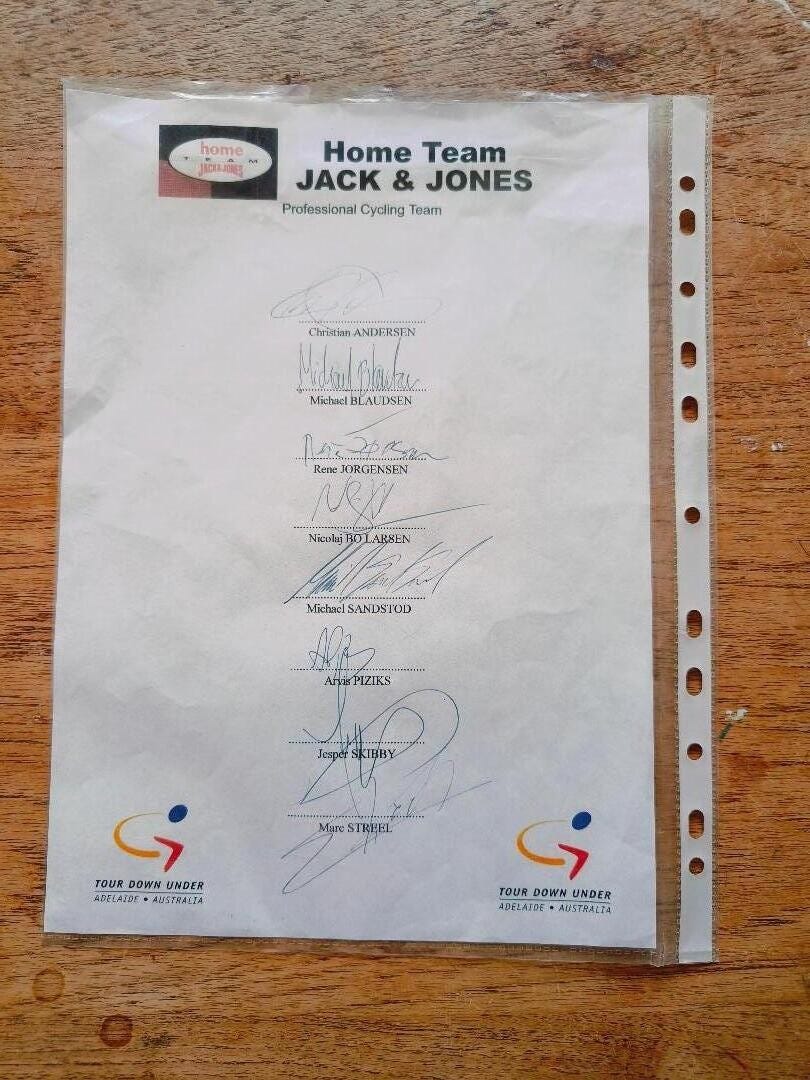 home
TEAM
JACK&JONES
Home Team
JACK & JONES
Professional Cycling Team
Christian ANDERSEN
Michael Blaudsen
Michael BLAUDSEN
Rene JORGENSEN
Nicolaj BO LARSEN
Michael SANDSTOD
Arvis PIZIKS
Jesper SKIBBY
Marc STREEL
TOUR DOWN UNDER
ADELAIDE • AUSTRALIA
TOUR DOWN UNDER
ADELAIDE • AUSTRALIA